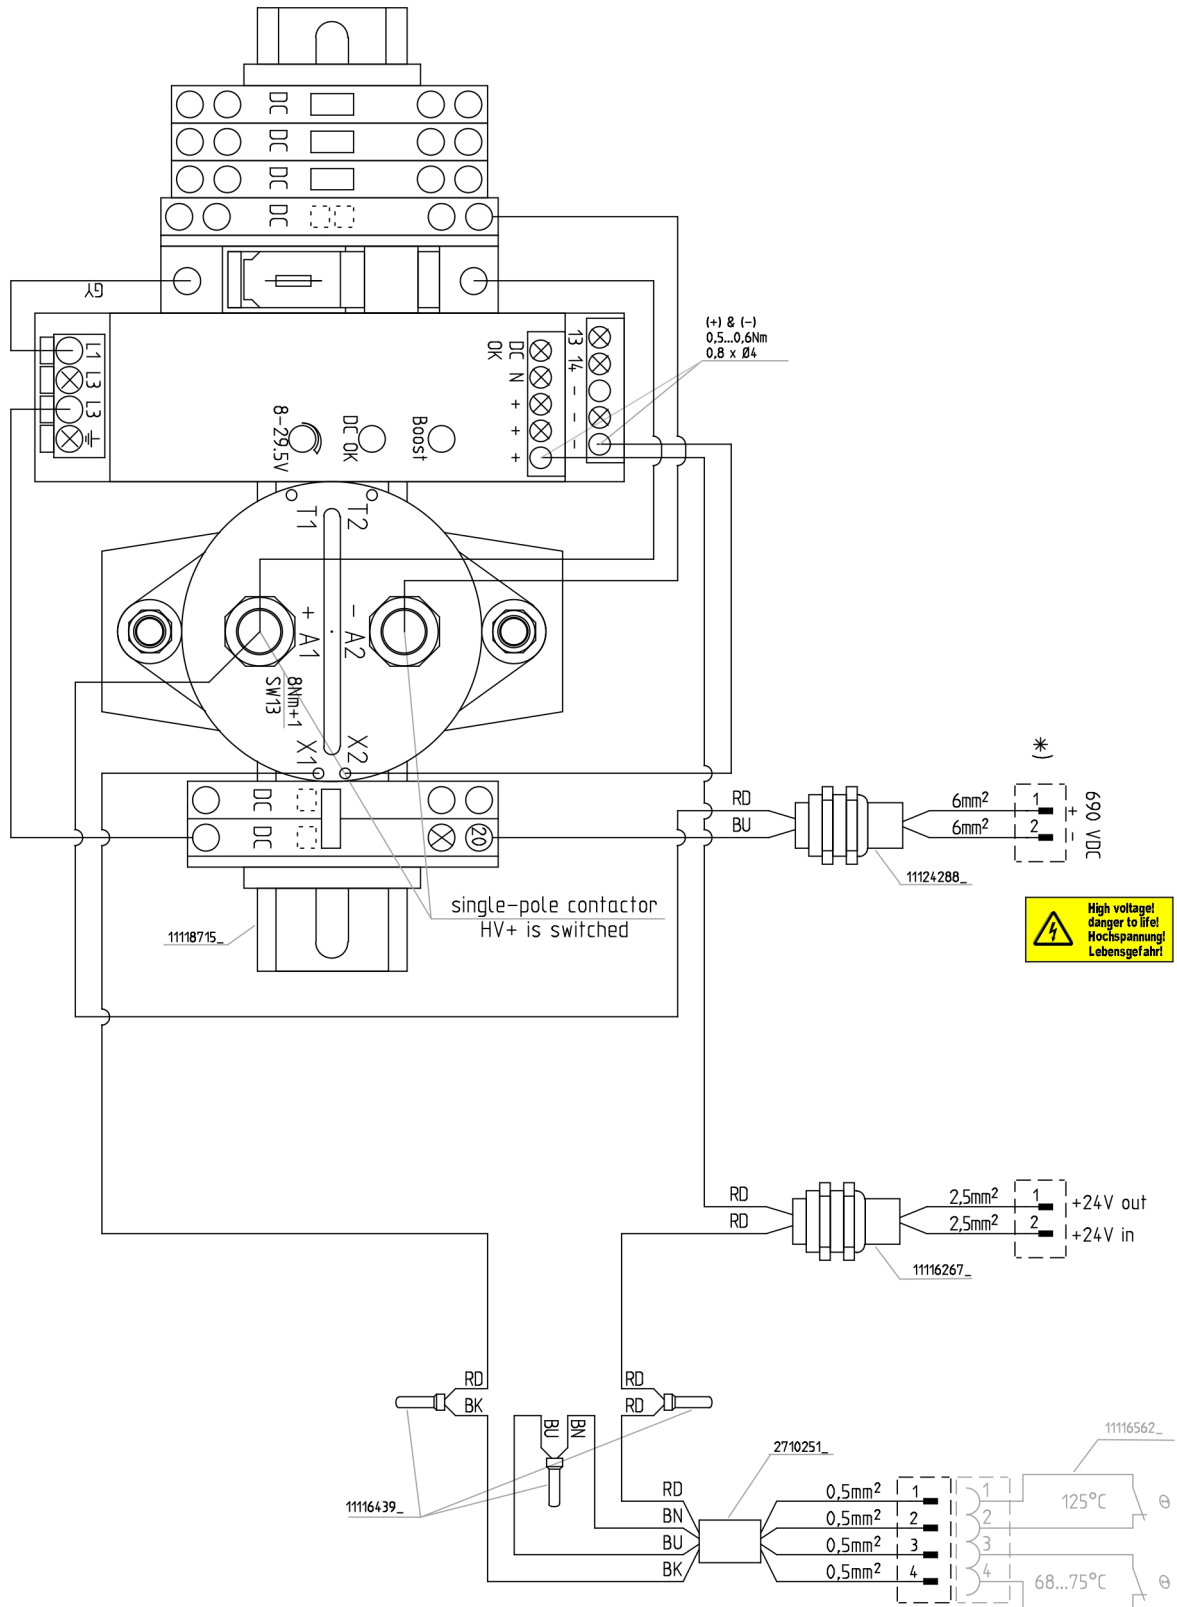 DC
DC
DC
DC
GY
(+) & (-)
0,5...0,6Nm
0,8 x Ø4
L1
L3
L3
8-29.5V
DC OK
Boost
DC
OK
N
+
+
+
13
14
-
-
-
T1
T2
+
-
A1
A2
8Nm+1
SW13
X1
X2
DC
DC
20
single-pole contactor
HV+ is switched
11118715_
RD
BU
6mm²
6mm²
11124288_
*)
1
2
+
-
690 VDC
High voltage!
danger to life!
Hochspannung!
Lebensgefahr!
RD
RD
2,5mm²
2,5mm²
1
2
+24V out
+24V in
11116267_
RD
BK
BU
BN
RD
RD
11116439_
2710251_
RD
BN
BU
BK
0,5mm²
0,5mm²
0,5mm²
0,5mm²
1
2
3
4
1
2
3
4
11116562_
125°C
68...75°C